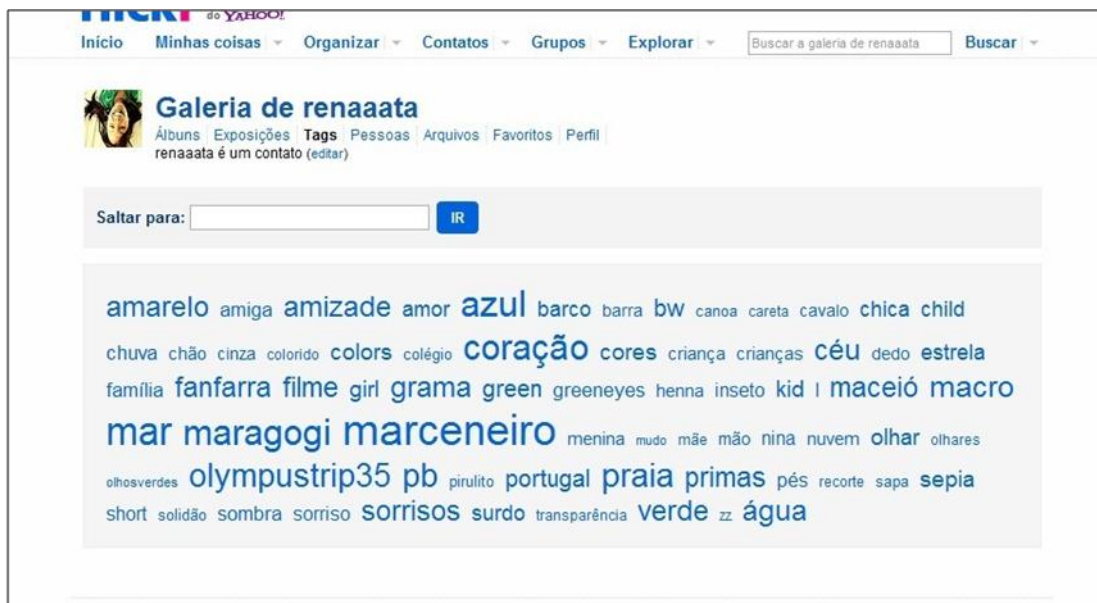 flickr do YAHOO!
Início Minhas coisas Organizar Contatos Grupos Explorar Buscar a galeria de renaaata Buscar
Galeria de renaaata
Álbuns Exposições Tags Pessoas Arquivos Favoritos Perfil
renaaata é um contato (editar)
Saltar para: IR
amarelo amiga amizade amor azul barco barra bw canoa careta cavalo chica child
chuva chão cinza colorido colors colégio coração cores criança crianças céu dedo estrela
família fanfarra filme girl grama green greeneyes henna inseto kid l maceió macro
mar maragogi marceneiro menina mudo mãe mão nina nuvem olhar olhares
olhosverdes olympustrip35 pb pirulito portugal praia primas pés recorte sapa sepia
short solidão sombra sorriso sorrisos surdo transparência verde zz água